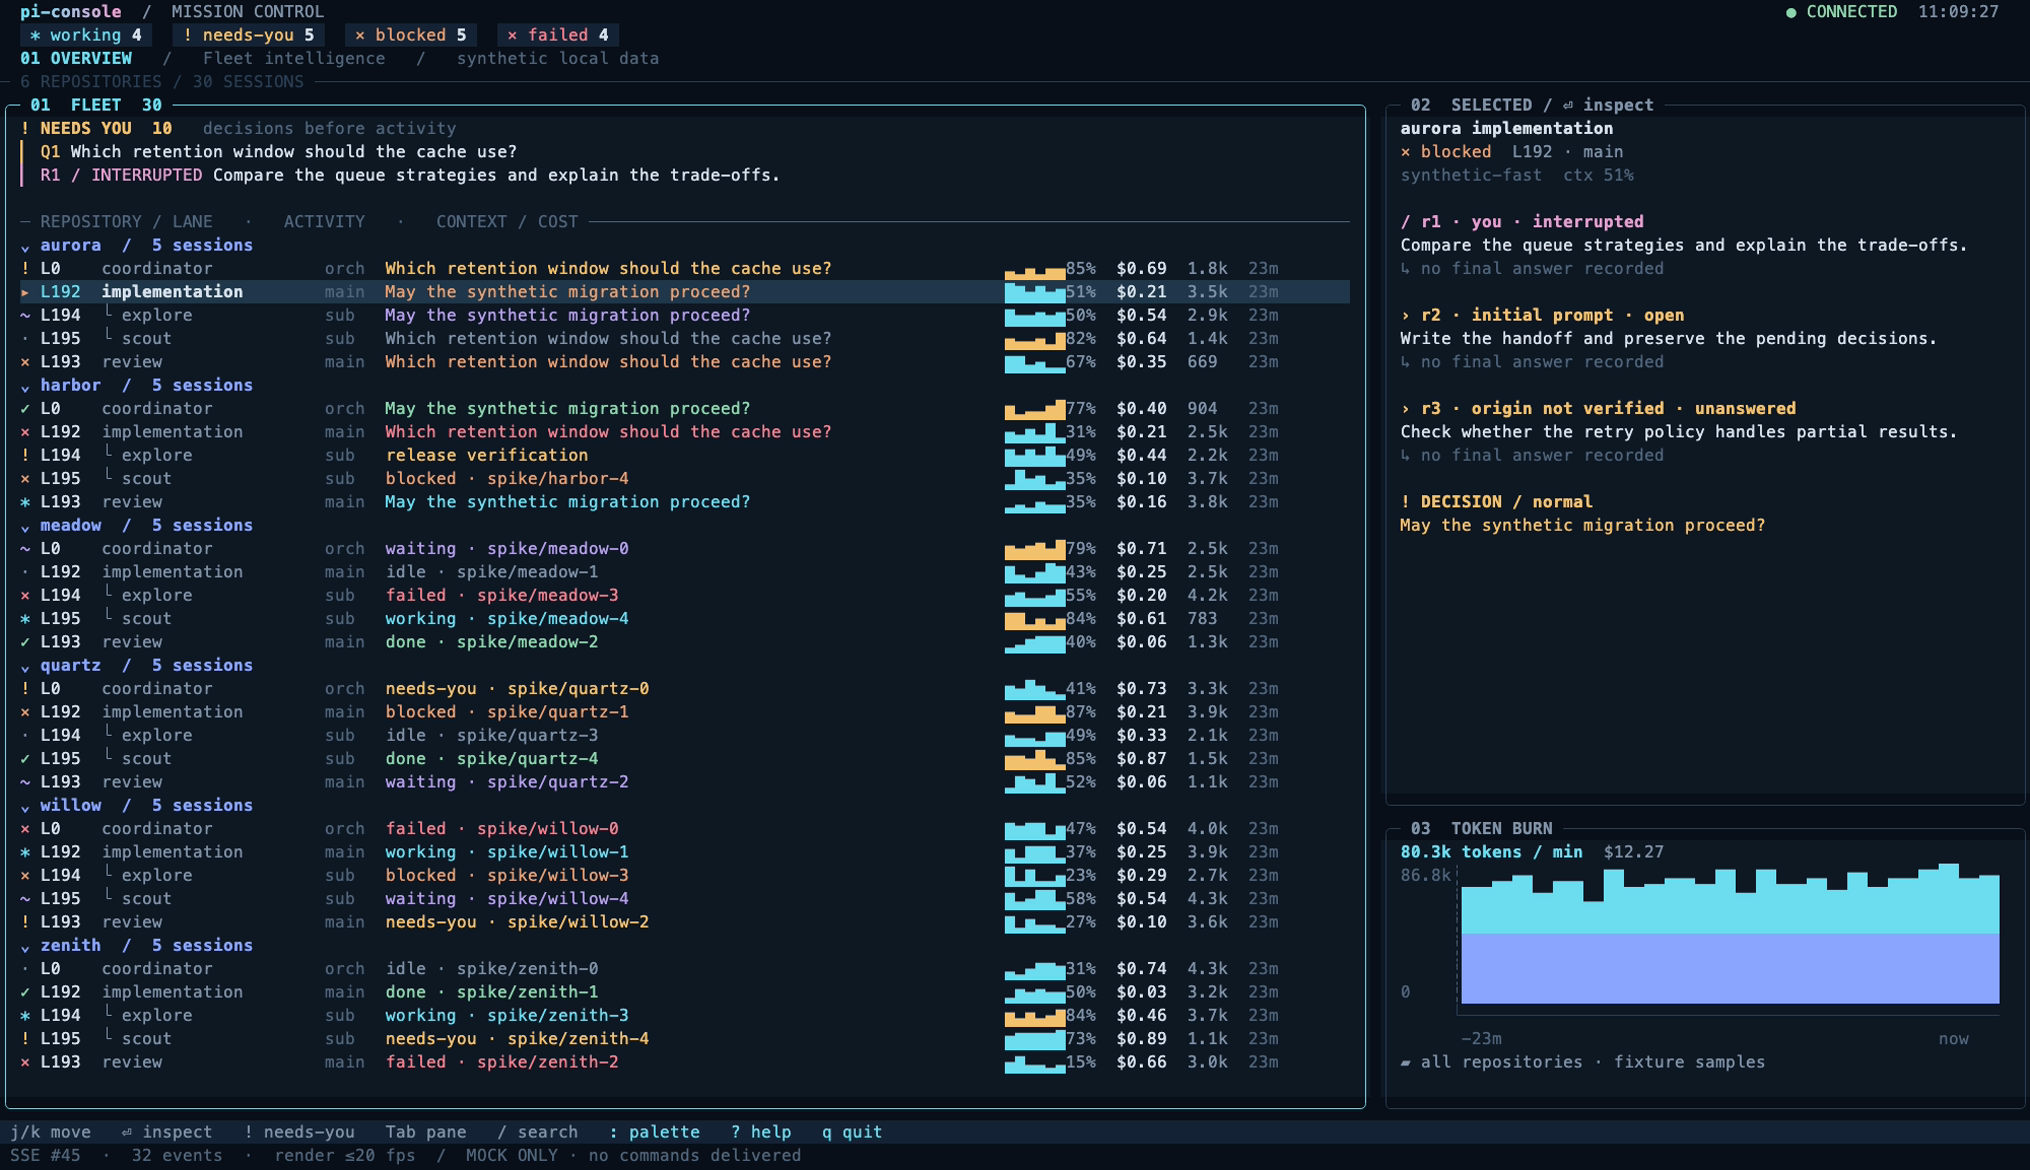 pi-console / MISSION CONTROL ● CONNECTED 11:09:27
* working 4 ! needs-you 5 × blocked 5 × failed 4
01 OVERVIEW / Fleet intelligence / synthetic local data
6 REPOSITORIES / 30 SESSIONS
01 FLEET 30
! NEEDS YOU 10 decisions before activity
Q1 Which retention window should the cache use?
R1 / INTERRUPTED Compare the queue strategies and explain the trade-offs.
REPOSITORY / LANE · ACTIVITY · CONTEXT / COST
⌄ aurora / 5 sessions
! L0 coordinator orch Which retention window should the cache use? 85% $0.69 1.8k 23m
▸ L192 implementation main May the synthetic migration proceed? 51% $0.21 3.5k 23m
~ L194 └ explore sub May the synthetic migration proceed? 50% $0.54 2.9k 23m
· L195 └ scout sub Which retention window should the cache use? 82% $0.64 1.4k 23m
× L193 review main Which retention window should the cache use? 67% $0.35 669 23m
⌄ harbor / 5 sessions
✓ L0 coordinator orch May the synthetic migration proceed? 77% $0.40 904 23m
× L192 implementation main Which retention window should the cache use? 31% $0.21 2.5k 23m
! L194 └ explore sub release verification 49% $0.44 2.2k 23m
× L195 └ scout sub blocked · spike/harbor-4 35% $0.10 3.7k 23m
* L193 review main May the synthetic migration proceed? 35% $0.16 3.8k 23m
⌄ meadow / 5 sessions
~ L0 coordinator orch waiting · spike/meadow-0 79% $0.71 2.5k 23m
· L192 implementation main idle · spike/meadow-1 43% $0.25 2.5k 23m
× L194 └ explore sub failed · spike/meadow-3 55% $0.20 4.2k 23m
* L195 └ scout sub working · spike/meadow-4 84% $0.61 783 23m
✓ L193 review main done · spike/meadow-2 40% $0.06 1.3k 23m
⌄ quartz / 5 sessions
! L0 coordinator orch needs-you · spike/quartz-0 41% $0.73 3.3k 23m
× L192 implementation main blocked · spike/quartz-1 87% $0.21 3.9k 23m
· L194 └ explore sub idle · spike/quartz-3 49% $0.33 2.1k 23m
✓ L195 └ scout sub done · spike/quartz-4 85% $0.87 1.5k 23m
~ L193 review main waiting · spike/quartz-2 52% $0.06 1.1k 23m
⌄ willow / 5 sessions
× L0 coordinator orch failed · spike/willow-0 47% $0.54 4.0k 23m
* L192 implementation main working · spike/willow-1 37% $0.25 3.9k 23m
× L194 └ explore sub blocked · spike/willow-3 23% $0.29 2.7k 23m
~ L195 └ scout sub waiting · spike/willow-4 58% $0.54 4.3k 23m
! L193 review main needs-you · spike/willow-2 27% $0.10 3.6k 23m
⌄ zenith / 5 sessions
· L0 coordinator orch idle · spike/zenith-0 31% $0.74 4.3k 23m
✓ L192 implementation main done · spike/zenith-1 50% $0.03 3.2k 23m
* L194 └ explore sub working · spike/zenith-3 84% $0.46 3.7k 23m
! L195 └ scout sub needs-you · spike/zenith-4 73% $0.89 1.1k 23m
× L193 review main failed · spike/zenith-2 15% $0.66 3.0k 23m
02 SELECTED / ⏎ inspect
aurora implementation
× blocked L192 · main
synthetic-fast ctx 51%
/ r1 · you · interrupted
Compare the queue strategies and explain the trade-offs.
↳ no final answer recorded
› r2 · initial prompt · open
Write the handoff and preserve the pending decisions.
↳ no final answer recorded
› r3 · origin not verified · unanswered
Check whether the retry policy handles partial results.
↳ no final answer recorded
! DECISION / normal
May the synthetic migration proceed?
03 TOKEN BURN
80.3k tokens / min $12.27
86.8k
0
−23m now
▰ all repositories · fixture samples
j/k move ⏎ inspect ! needs-you Tab pane / search : palette ? help q quit
SSE #45 · 32 events · render ≤20 fps / MOCK ONLY · no commands delivered